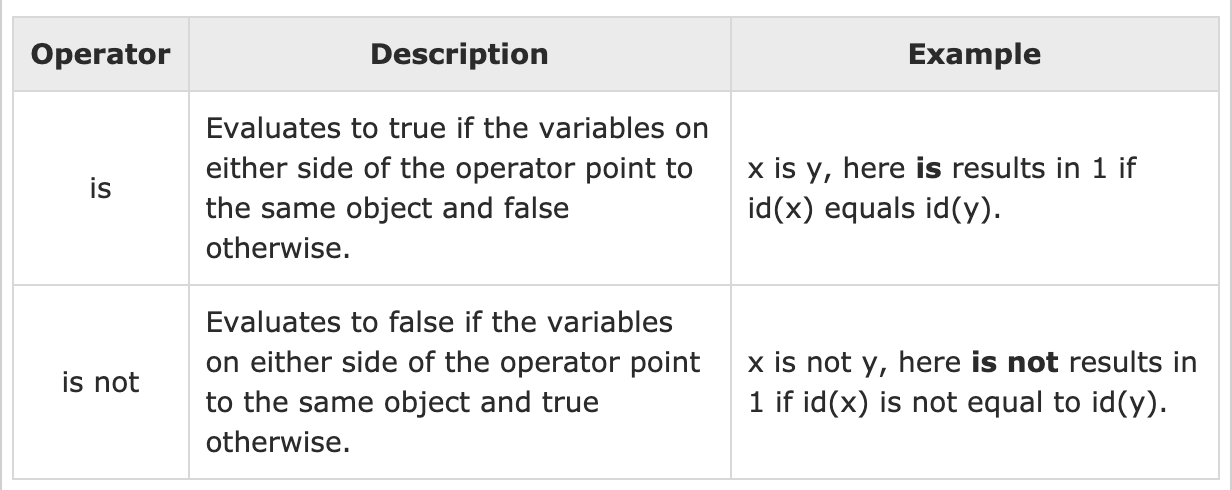 Operator Description Example
is
Evaluates to true if the variables on
either side of the operator point to
the same object and false
otherwise.
x is y, here is results in 1 if
id(x) equals id(y).
is not
Evaluates to false if the variables
on either side of the operator point
to the same object and true
otherwise.
x is not y, here is not results in
1 if id(x) is not equal to id(y).